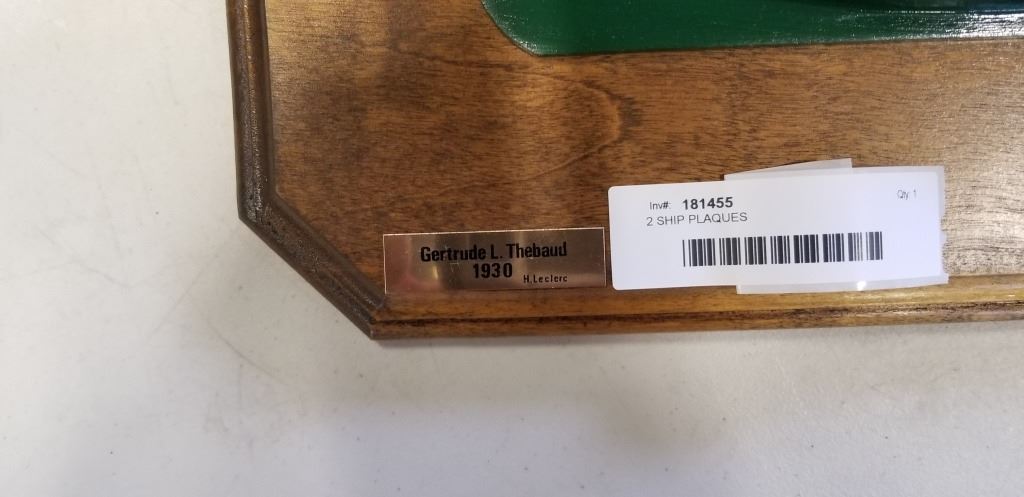 Gertrude L. Thebaud
1930 H. Leclerc
Inv#: 181455 Qty: 1
2 SHIP PLAQUES